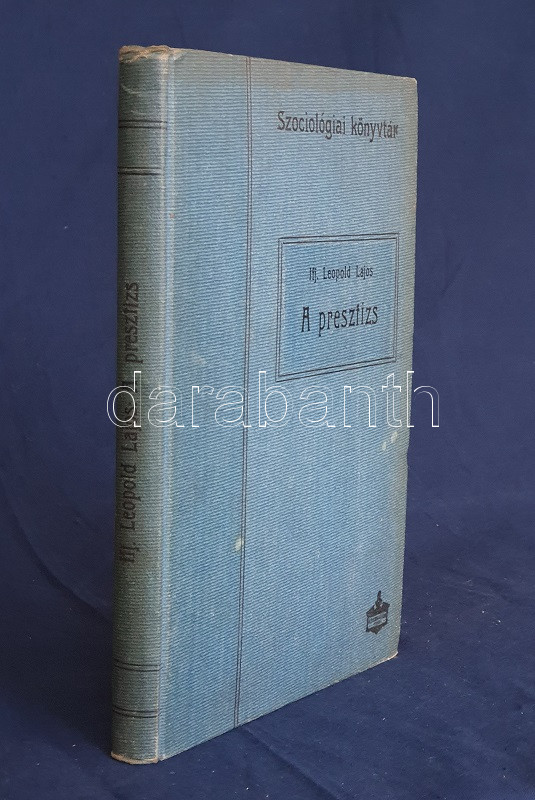 Szociológiai könyvtár
Ifj. Leopold Lajos
A presztizs
Ifj. Leopold Lajos A presztizs
darabanth